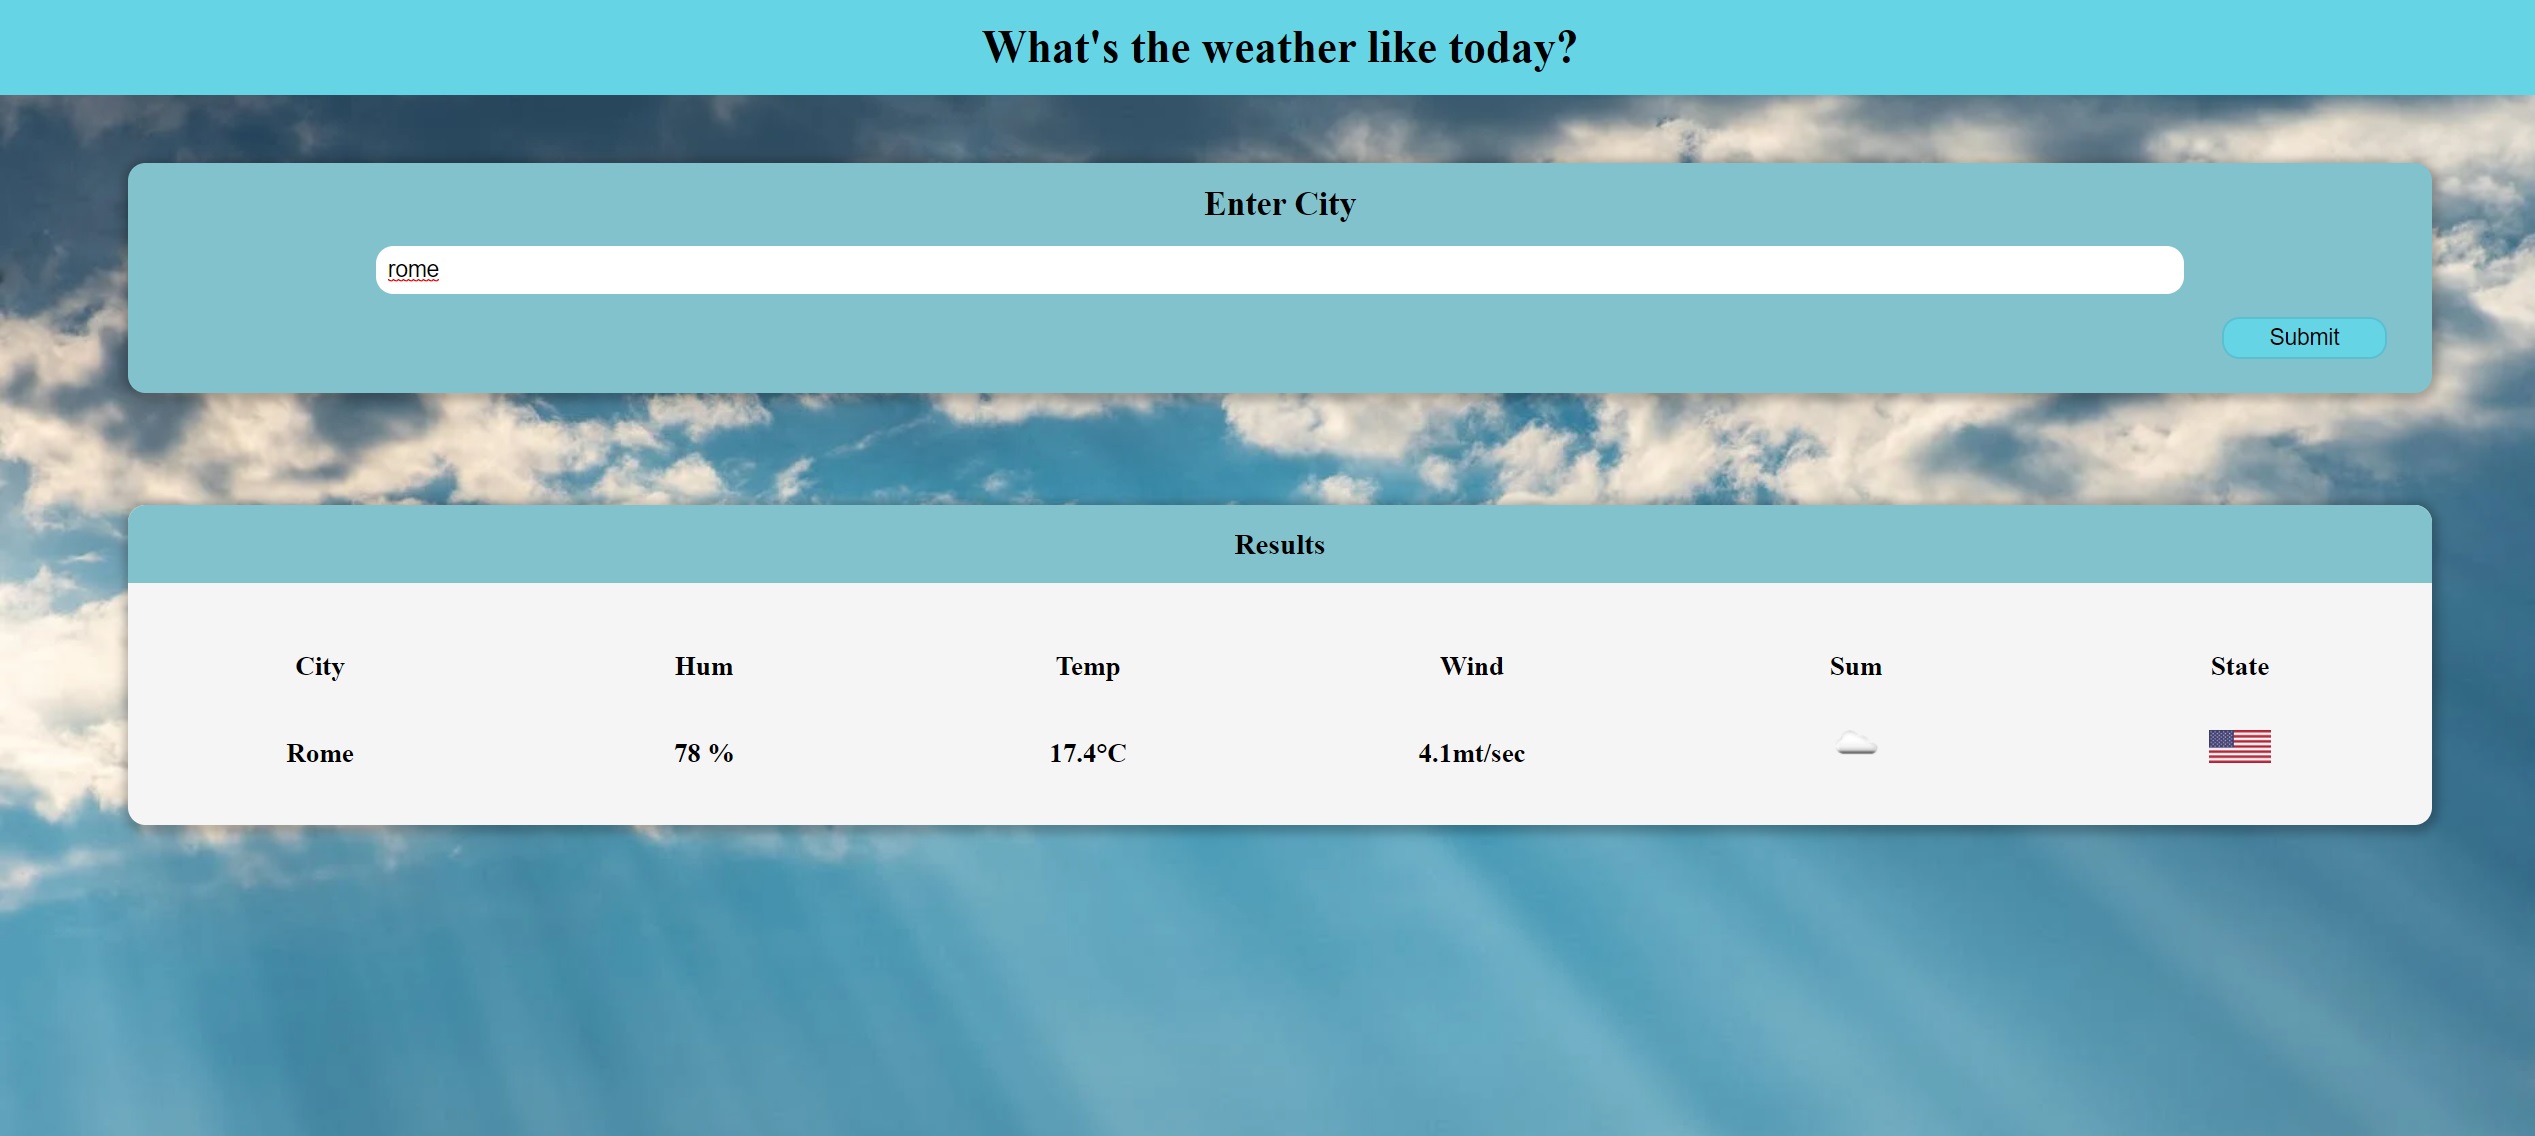 What's the weather like today?
Enter City
rome
Submit
Results
City Hum Temp Wind Sum State
Rome 78 % 17.4°C 4.1mt/sec